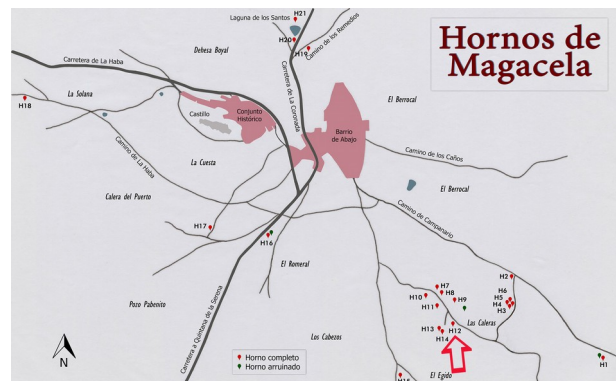 Hornos de
Magacela
H21
Laguna de los Santos
H20
Camino de los Remedios
H19
Dehesa Boyal
Carretera de La Haba
Carretera de La Coronada
La Solana
H18
Conjunto
Histórico
Castillo
Barrio
de Abajo
El Berrocal
Camino de La Haba
La Cuesta
Camino de los Caños
El Berrocal
Calera del Puerto
Camino de Campanario
H17
H16
El Romeral
H2
H7
H8
H6
H5
H4
H3
H10
H9
H11
Pozo Pabenito
Carretera a Quintana de la Serena
Las Caleras
H13
H12
H14
Los Cabezos
N
Horno completo
Horno arruinado
H1
El Egido
H15